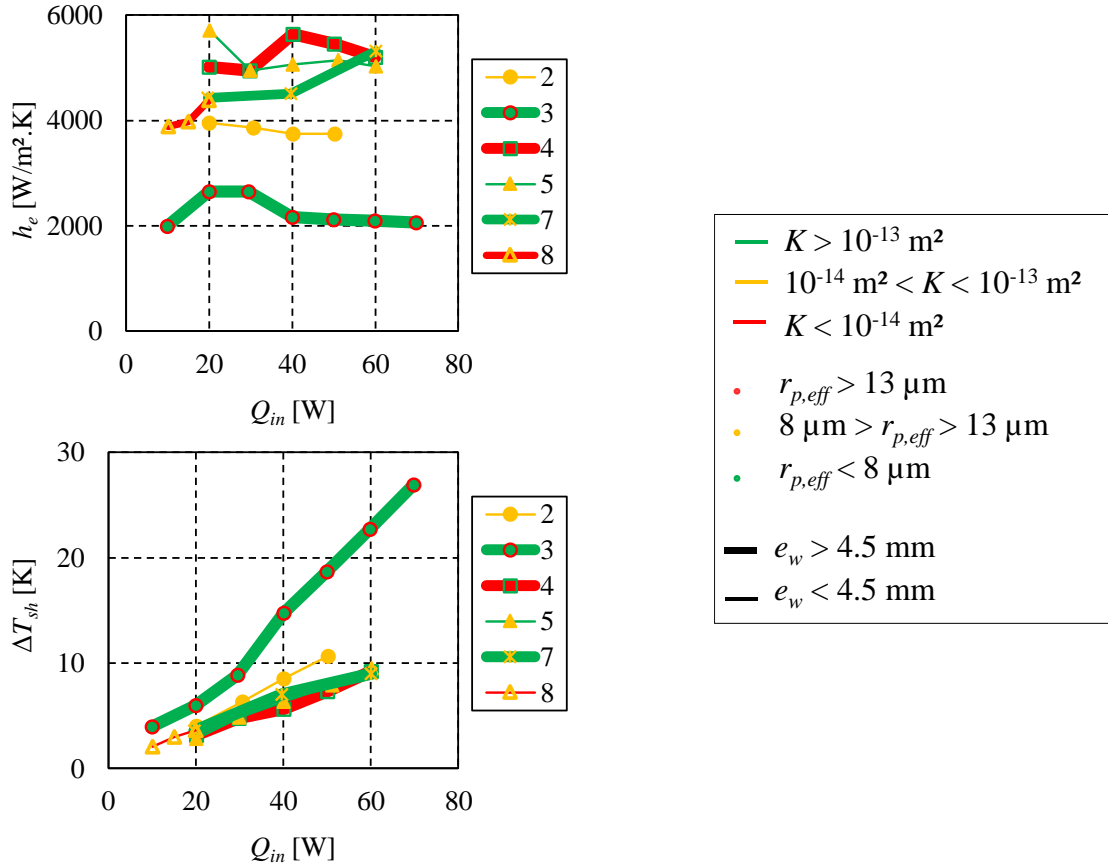 6000
4000
2000
0
h_e [W/m².K]
0 20 40 60 80
Q_in [W]
2
3
4
5
7
8
30
20
10
0
ΔT_sh [K]
0 20 40 60 80
Q_in [W]
2
3
4
5
7
8
K > 10⁻¹³ m²
10⁻¹⁴ m² < K < 10⁻¹³ m²
K < 10⁻¹⁴ m²
r_p,eff > 13 µm
8 µm > r_p,eff > 13 µm
r_p,eff < 8 µm
e_w > 4.5 mm
e_w < 4.5 mm